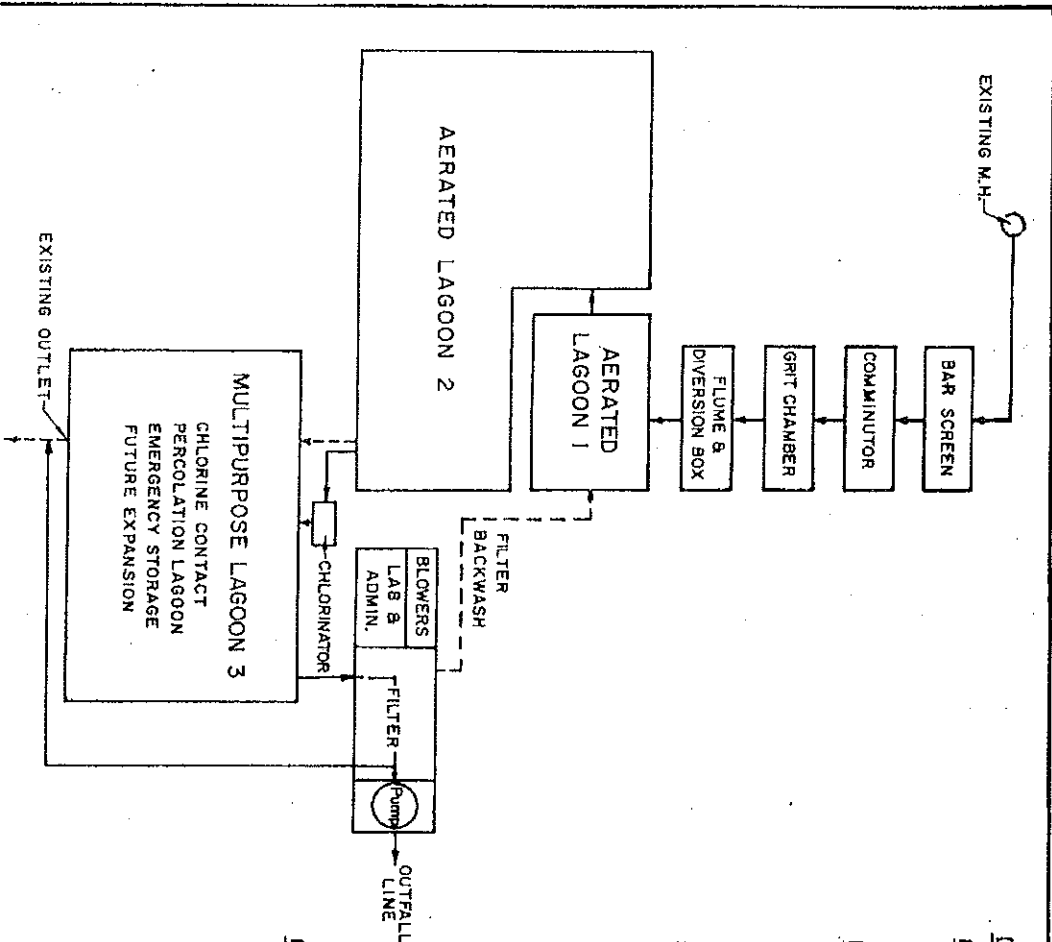 EXISTING M.H.
BAR SCREEN
COMMINUTOR
GRIT CHAMBER
FLUME &
DIVERSION BOX
AERATED
LAGOON 1
AERATED LAGOON 2
FILTER
BACKWASH
BLOWERS
LAB &
ADMIN.
FILTER
Pump
OUTFALL
LINE
CHLORINATOR
MULTIPURPOSE LAGOON 3
CHLORINE CONTACT
PERCOLATION LAGOON
EMERGENCY STORAGE
FUTURE EXPANSION
EXISTING OUTLET